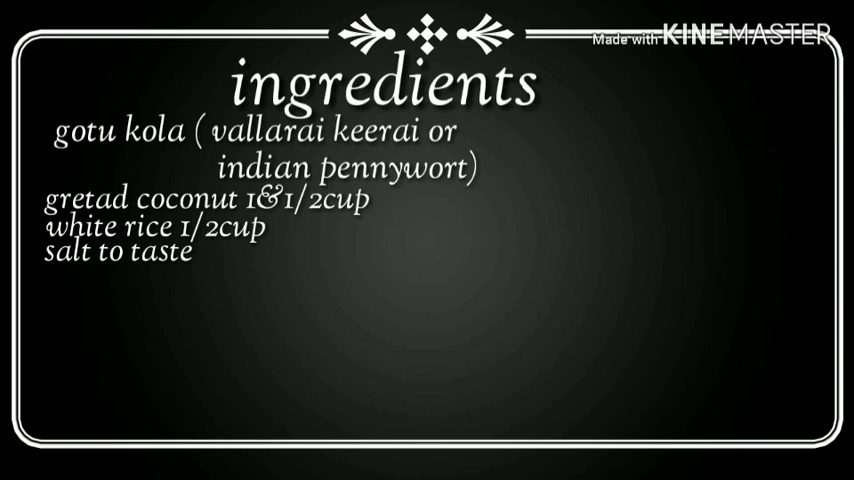 Made with KINEMASTER
ingredients
gotu kola ( vallarai keerai or
indian pennywort)
gretad coconut 1&1/2cup
white rice 1/2cup
salt to taste